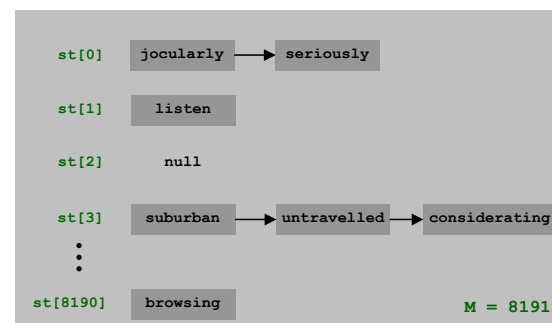 st[0] jocularly seriously
st[1] listen
st[2] null
st[3] suburban untravelled considerating
st[8190] browsing
M = 8191